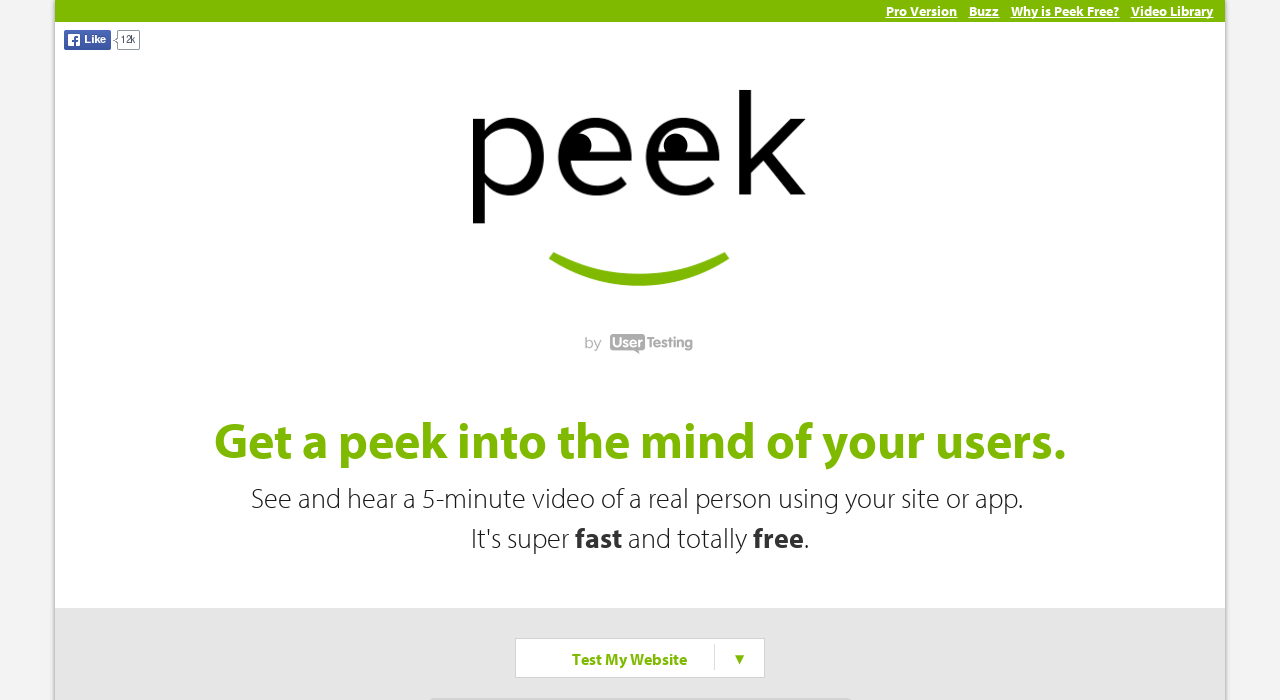 Pro Version Buzz Why is Peek Free? Video Library
Like 12k
peek
by UserTesting
Get a peek into the mind of your users.
See and hear a 5-minute video of a real person using your site or app.
It's super fast and totally free.
Test My Website ▼